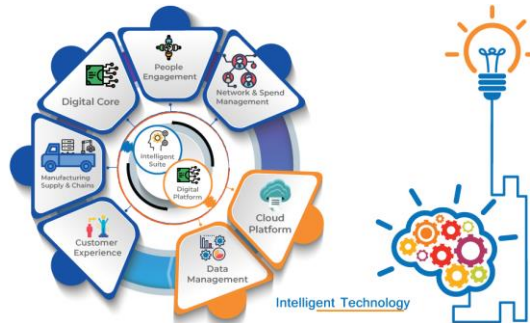 People
Engagement
Digital Core
Network & Spend
Management
Manufacturing
Supply & Chains
Intelligent
Suite
Digital
Platform
Cloud
Platform
Customer
Experience
Data
Management
Intelligent Technology